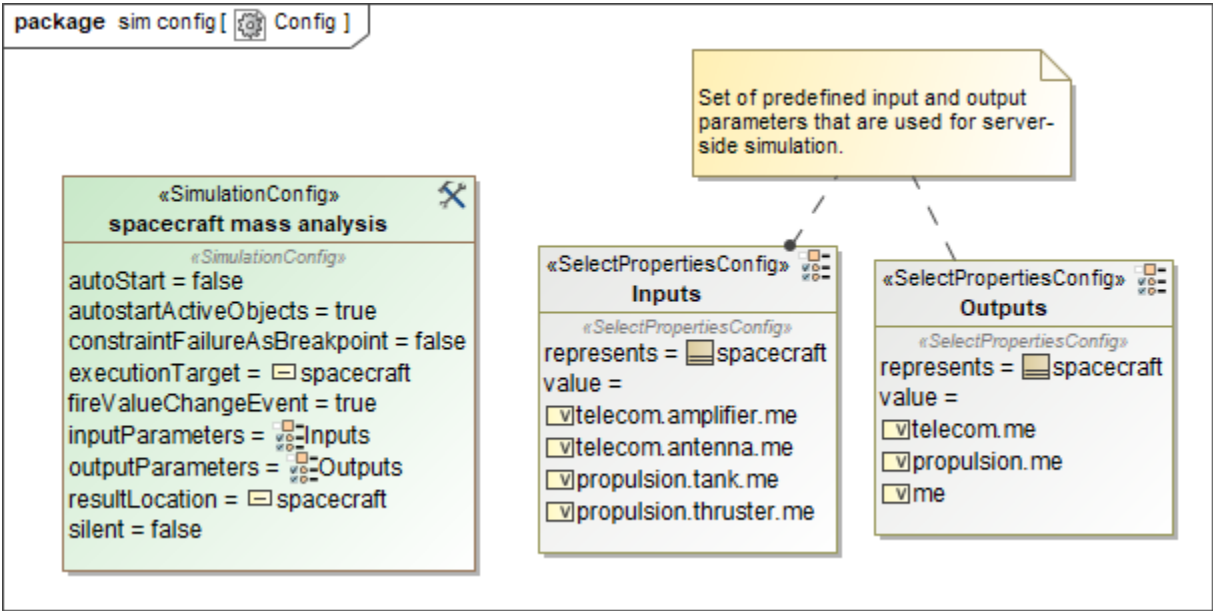 package sim config [ Config ]
Set of predefined input and output
parameters that are used for server-
side simulation.
«SimulationConfig»
spacecraft mass analysis
«SimulationConfig»
autoStart = false
autostartActiveObjects = true
constraintFailureAsBreakpoint = false
executionTarget = spacecraft
fireValueChangeEvent = true
inputParameters = Inputs
outputParameters = Outputs
resultLocation = spacecraft
silent = false
«SelectPropertiesConfig»
Inputs
«SelectPropertiesConfig»
represents = spacecraft
value =
V telecom.amplifier.me
V telecom.antenna.me
V propulsion.tank.me
V propulsion.thruster.me
«SelectPropertiesConfig»
Outputs
«SelectPropertiesConfig»
represents = spacecraft
value =
V telecom.me
V propulsion.me
V me